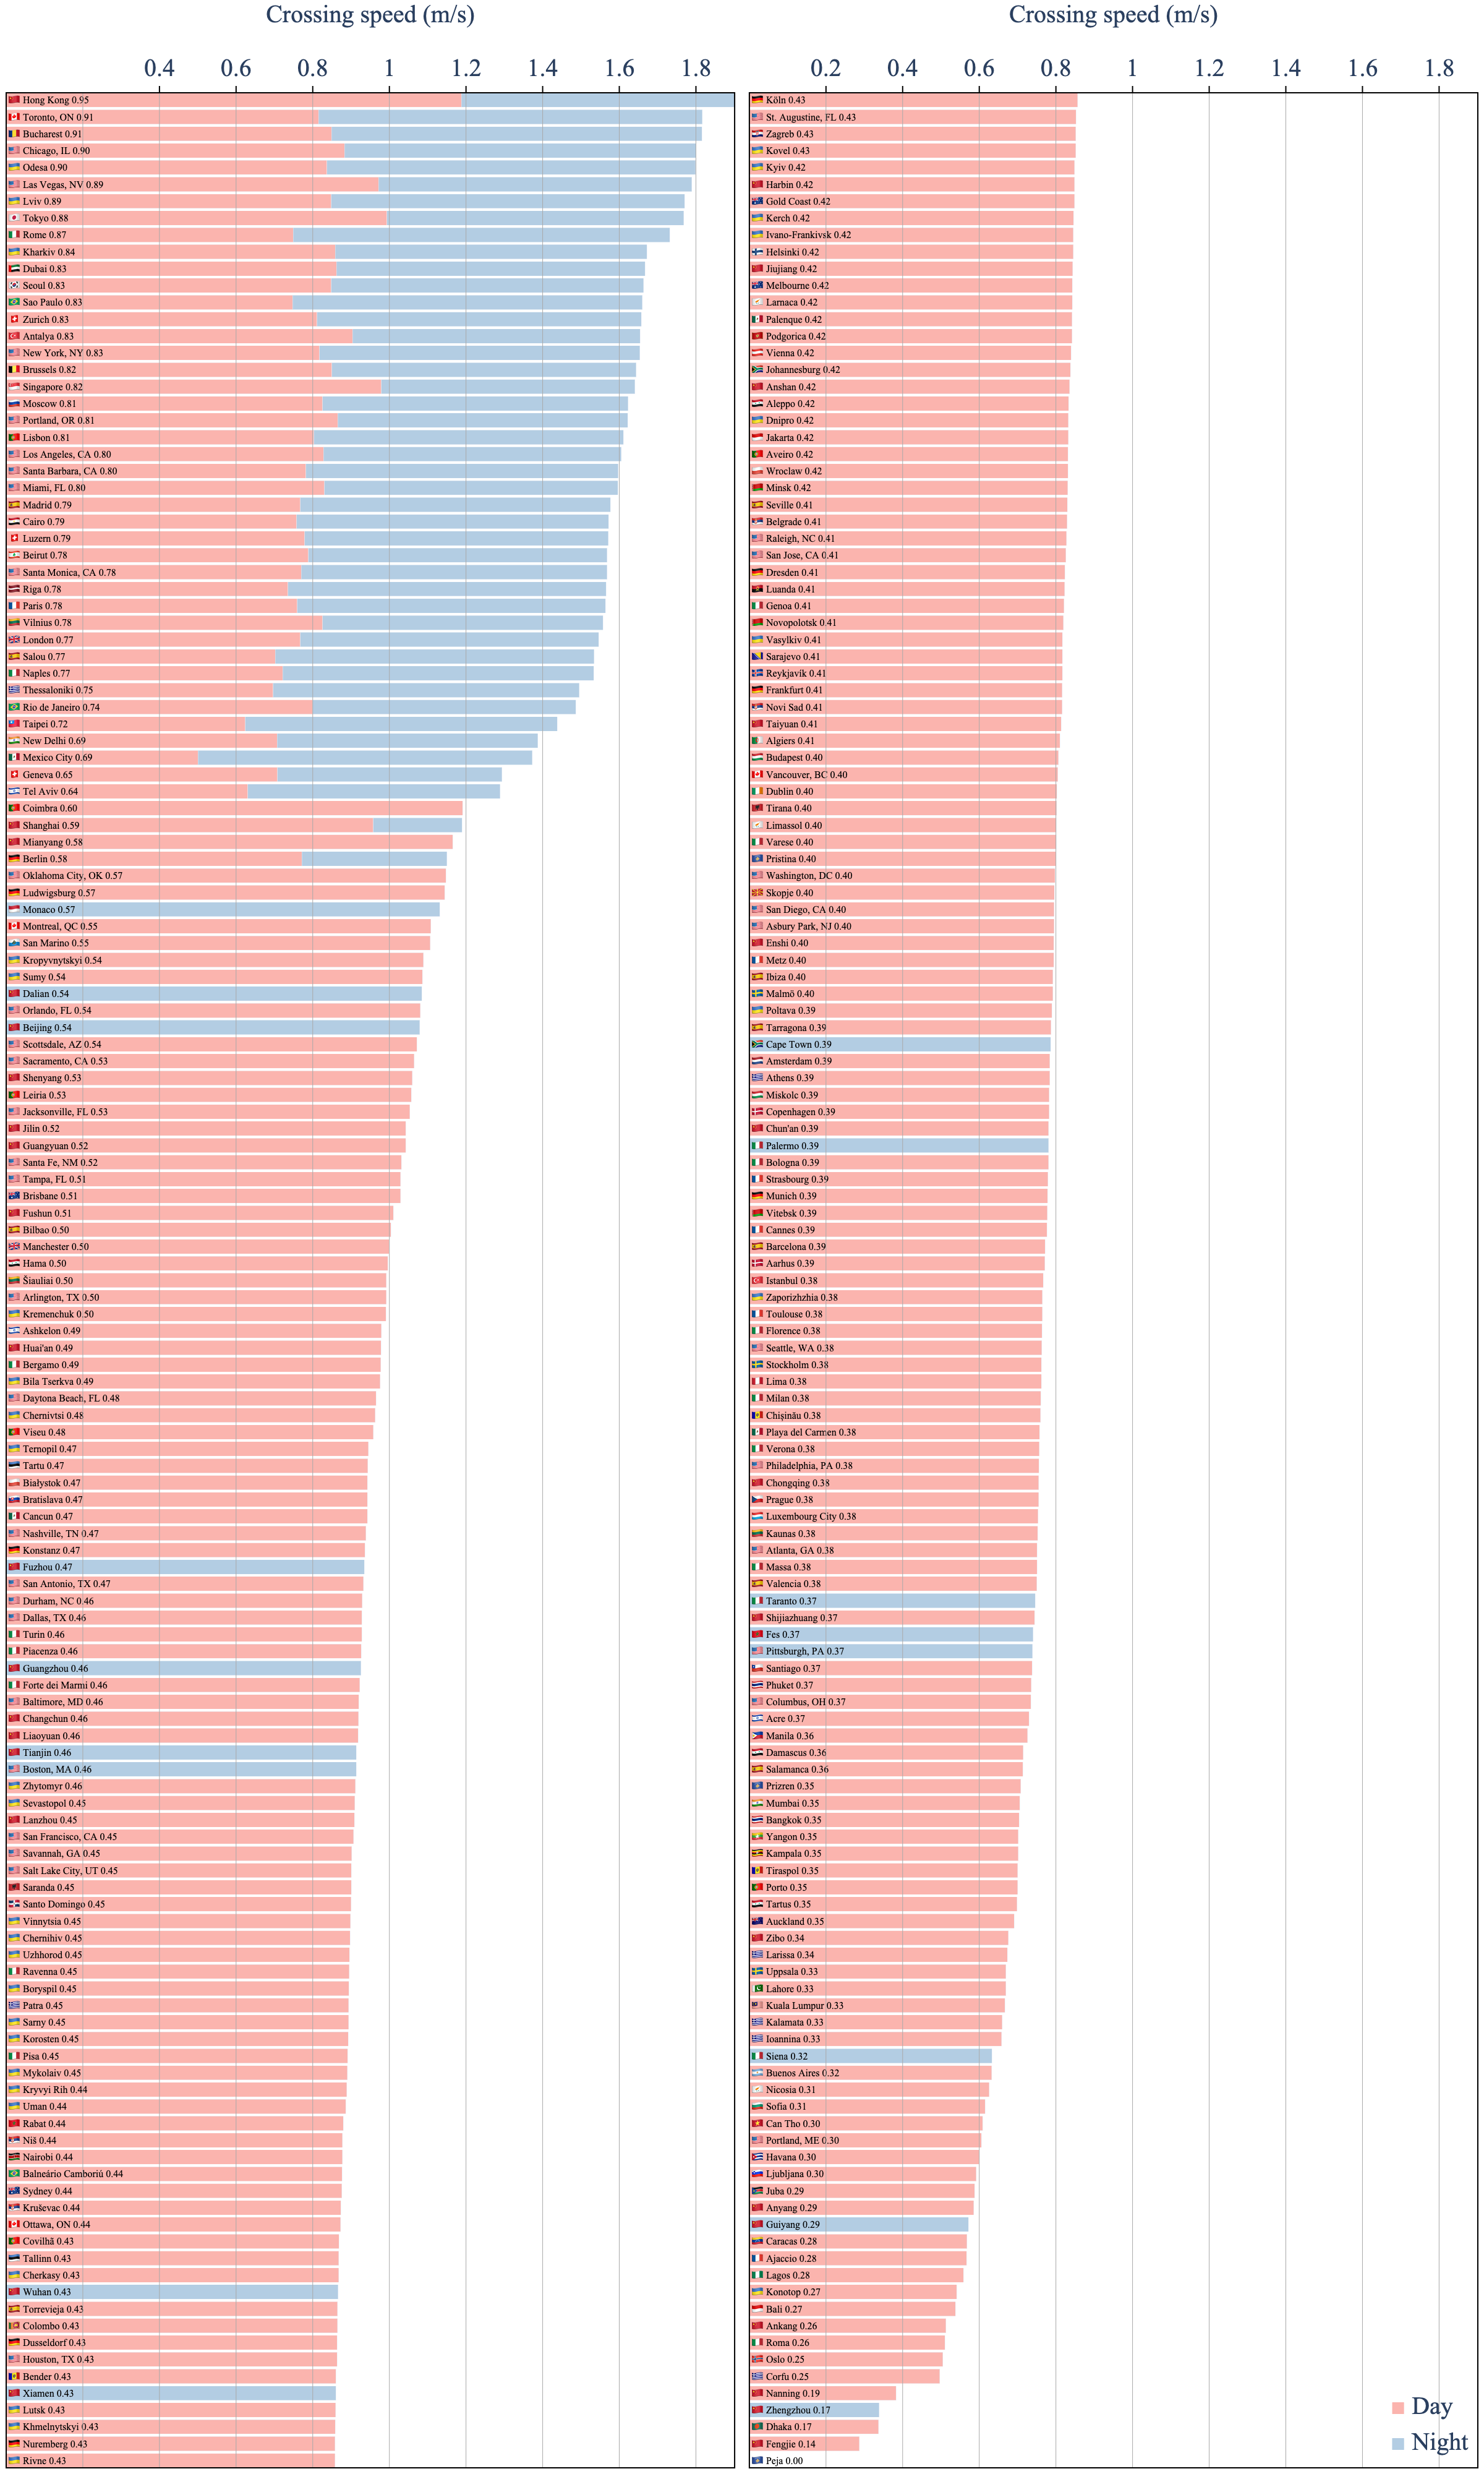 Crossing speed (m/s)
0.4 0.6 0.8 1 1.2 1.4 1.6 1.8
Hong Kong 0.95
Toronto, ON 0.91
Bucharest 0.91
Chicago, IL 0.90
Odesa 0.90
Las Vegas, NV 0.89
Lviv 0.89
Tokyo 0.88
Rome 0.87
Kharkiv 0.84
Dubai 0.83
Seoul 0.83
Sao Paulo 0.83
Zurich 0.83
Antalya 0.83
New York, NY 0.83
Brussels 0.82
Singapore 0.82
Moscow 0.81
Portland, OR 0.81
Lisbon 0.81
Los Angeles, CA 0.80
Santa Barbara, CA 0.80
Miami, FL 0.80
Madrid 0.79
Cairo 0.79
Luzern 0.79
Beirut 0.78
Santa Monica, CA 0.78
Riga 0.78
Paris 0.78
Vilnius 0.78
London 0.77
Salou 0.77
Naples 0.77
Thessaloniki 0.75
Rio de Janeiro 0.74
Taipei 0.72
New Delhi 0.69
Mexico City 0.69
Geneva 0.65
Tel Aviv 0.64
Coimbra 0.60
Shanghai 0.59
Mianyang 0.58
Berlin 0.58
Oklahoma City, OK 0.57
Ludwigsburg 0.57
Monaco 0.57
Montreal, QC 0.55
San Marino 0.55
Kropyvnytskyi 0.54
Sumy 0.54
Dalian 0.54
Orlando, FL 0.54
Beijing 0.54
Scottsdale, AZ 0.54
Sacramento, CA 0.53
Shenyang 0.53
Leiria 0.53
Jacksonville, FL 0.53
Jilin 0.52
Guangyuan 0.52
Santa Fe, NM 0.52
Tampa, FL 0.51
Brisbane 0.51
Fushun 0.51
Bilbao 0.50
Manchester 0.50
Hama 0.50
Šiauliai 0.50
Arlington, TX 0.50
Kremenchuk 0.50
Ashkelon 0.49
Huai'an 0.49
Bergamo 0.49
Bila Tserkva 0.49
Daytona Beach, FL 0.48
Chernivtsi 0.48
Viseu 0.48
Ternopil 0.47
Tartu 0.47
Białystok 0.47
Bratislava 0.47
Cancun 0.47
Nashville, TN 0.47
Konstanz 0.47
Fuzhou 0.47
San Antonio, TX 0.47
Durham, NC 0.46
Dallas, TX 0.46
Turin 0.46
Piacenza 0.46
Guangzhou 0.46
Forte dei Marmi 0.46
Baltimore, MD 0.46
Changchun 0.46
Liaoyuan 0.46
Tianjin 0.46
Boston, MA 0.46
Zhytomyr 0.46
Sevastopol 0.45
Lanzhou 0.45
San Francisco, CA 0.45
Savannah, GA 0.45
Salt Lake City, UT 0.45
Saranda 0.45
Santo Domingo 0.45
Vinnytsia 0.45
Chernihiv 0.45
Uzhhorod 0.45
Ravenna 0.45
Boryspil 0.45
Patra 0.45
Sarny 0.45
Korosten 0.45
Pisa 0.45
Mykolaiv 0.45
Kryvyi Rih 0.44
Uman 0.44
Rabat 0.44
Niš 0.44
Nairobi 0.44
Balneário Camboriú 0.44
Sydney 0.44
Kruševac 0.44
Ottawa, ON 0.44
Covilhã 0.43
Tallinn 0.43
Cherkasy 0.43
Wuhan 0.43
Torrevieja 0.43
Colombo 0.43
Dusseldorf 0.43
Houston, TX 0.43
Bender 0.43
Xiamen 0.43
Lutsk 0.43
Khmelnytskyi 0.43
Nuremberg 0.43
Rivne 0.43
Crossing speed (m/s)
0.2 0.4 0.6 0.8 1 1.2 1.4 1.6 1.8
Köln 0.43
St. Augustine, FL 0.43
Zagreb 0.43
Kovel 0.43
Kyiv 0.42
Harbin 0.42
Gold Coast 0.42
Kerch 0.42
Ivano-Frankivsk 0.42
Helsinki 0.42
Jiujiang 0.42
Melbourne 0.42
Larnaca 0.42
Palenque 0.42
Podgorica 0.42
Vienna 0.42
Johannesburg 0.42
Anshan 0.42
Aleppo 0.42
Dnipro 0.42
Jakarta 0.42
Aveiro 0.42
Wroclaw 0.42
Minsk 0.42
Seville 0.41
Belgrade 0.41
Raleigh, NC 0.41
San Jose, CA 0.41
Dresden 0.41
Luanda 0.41
Genoa 0.41
Novopolotsk 0.41
Vasylkiv 0.41
Sarajevo 0.41
Reykjavik 0.41
Frankfurt 0.41
Novi Sad 0.41
Taiyuan 0.41
Algiers 0.41
Budapest 0.40
Vancouver, BC 0.40
Dublin 0.40
Tirana 0.40
Limassol 0.40
Varese 0.40
Pristina 0.40
Washington, DC 0.40
Skopje 0.40
San Diego, CA 0.40
Asbury Park, NJ 0.40
Enshi 0.40
Metz 0.40
Ibiza 0.40
Malmö 0.40
Poltava 0.39
Tarragona 0.39
Cape Town 0.39
Amsterdam 0.39
Athens 0.39
Miskolc 0.39
Copenhagen 0.39
Chun'an 0.39
Palermo 0.39
Bologna 0.39
Strasbourg 0.39
Munich 0.39
Vitebsk 0.39
Cannes 0.39
Barcelona 0.39
Aarhus 0.39
Istanbul 0.38
Zaporizhzhia 0.38
Toulouse 0.38
Florence 0.38
Seattle, WA 0.38
Stockholm 0.38
Lima 0.38
Milan 0.38
Chișinău 0.38
Playa del Carmen 0.38
Verona 0.38
Philadelphia, PA 0.38
Chongqing 0.38
Prague 0.38
Luxembourg City 0.38
Kaunas 0.38
Atlanta, GA 0.38
Massa 0.38
Valencia 0.38
Taranto 0.37
Shijiazhuang 0.37
Fes 0.37
Pittsburgh, PA 0.37
Santiago 0.37
Phuket 0.37
Columbus, OH 0.37
Acre 0.37
Manila 0.36
Damascus 0.36
Salamanca 0.36
Prizren 0.35
Mumbai 0.35
Bangkok 0.35
Yangon 0.35
Kampala 0.35
Tiraspol 0.35
Porto 0.35
Tartus 0.35
Auckland 0.35
Zibo 0.34
Larissa 0.34
Uppsala 0.33
Lahore 0.33
Kuala Lumpur 0.33
Kalamata 0.33
Ioannina 0.33
Siena 0.32
Buenos Aires 0.32
Nicosia 0.31
Sofia 0.31
Can Tho 0.30
Portland, ME 0.30
Havana 0.30
Ljubljana 0.30
Juba 0.29
Anyang 0.29
Guiyang 0.29
Caracas 0.28
Ajaccio 0.28
Lagos 0.28
Konotop 0.27
Bali 0.27
Ankang 0.26
Roma 0.26
Oslo 0.25
Corfu 0.25
Nanning 0.19
Zhengzhou 0.17
Dhaka 0.17
Fengjie 0.14
Peja 0.00
Day
Night